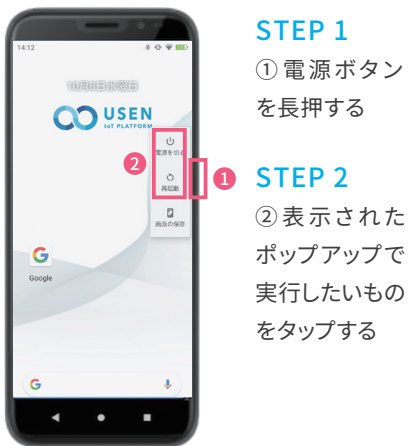 14:12
10月8日水曜日
USEN
IoT PLATFORM
電源を切る
再起動
画面の保存
2
1
G
Google
G
STEP 1
①電源ボタン
を長押する
STEP 2
②表示された
ポップアップで
実行したいもの
をタップする